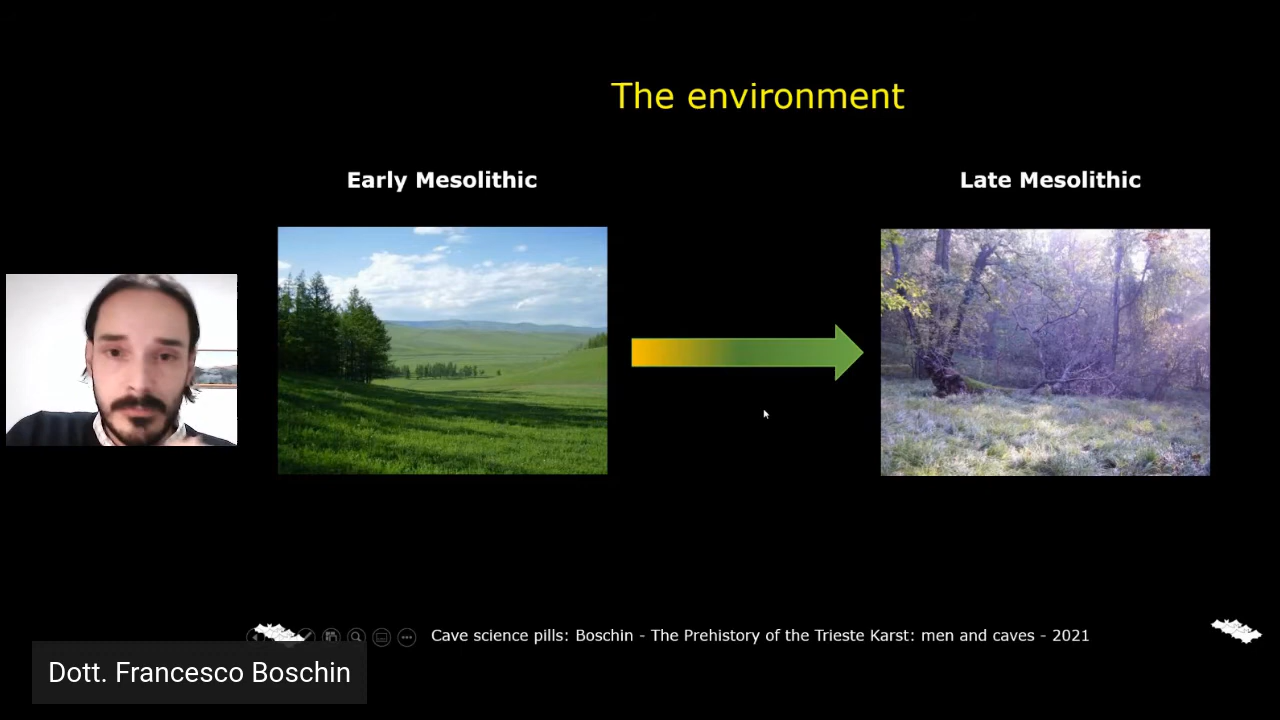 The environment
Early Mesolithic
Late Mesolithic
Cave science pills: Boschin - The Prehistory of the Trieste Karst: men and caves - 2021
Dott. Francesco Boschin